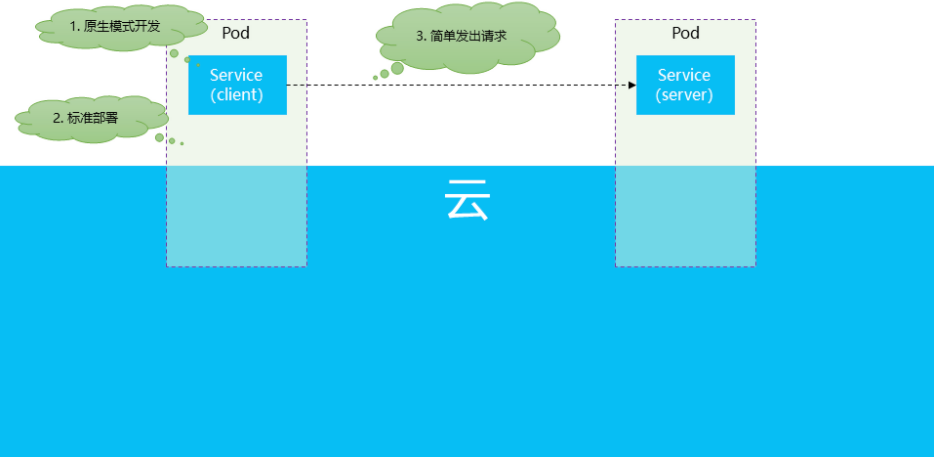 1. 原生模式开发
Pod
3. 简单发出请求
Pod
Service
(client)
Service
(server)
2. 标准部署
云